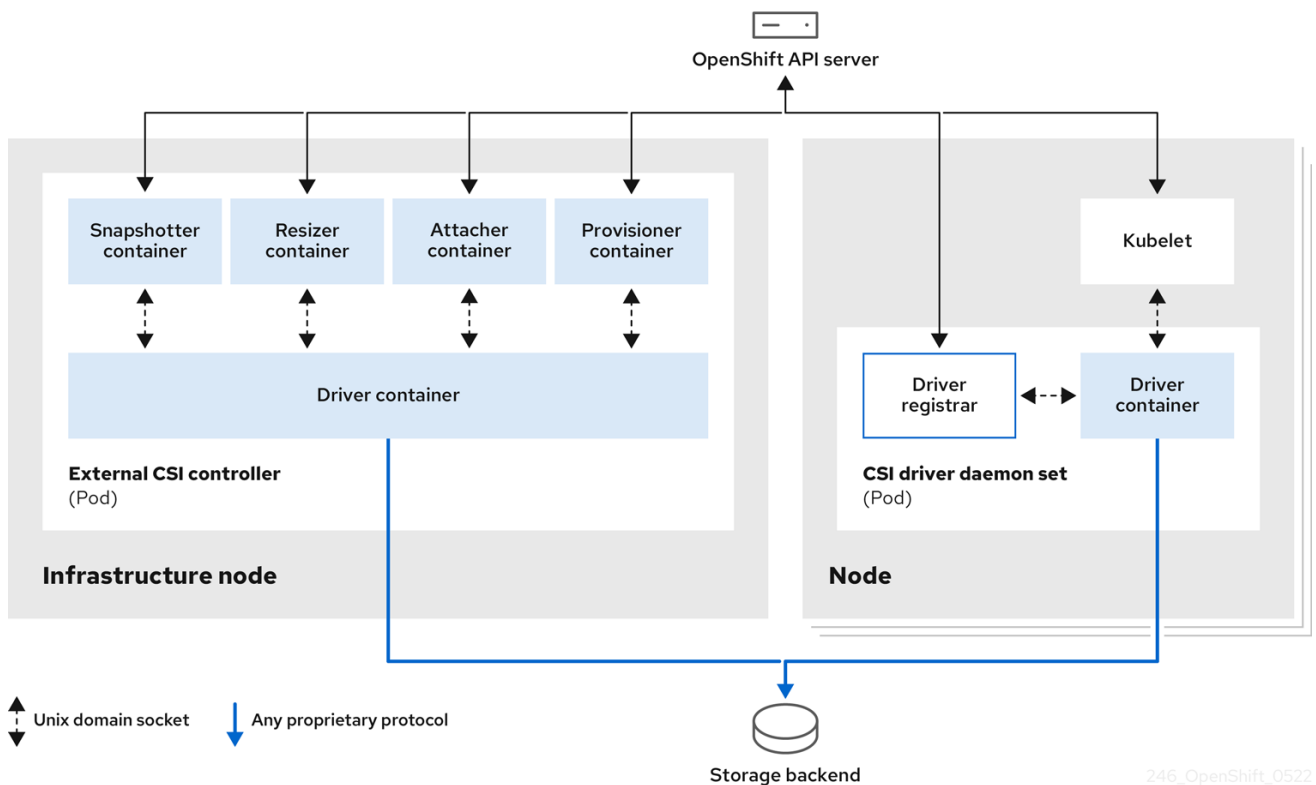 OpenShift API server
Snapshotter
container
Resizer
container
Attacher
container
Provisioner
container
Kubelet
Driver container
Driver
registrar
Driver
container
External CSI controller
(Pod)
CSI driver daemon set
(Pod)
Infrastructure node
Node
Unix domain socket
Any proprietary protocol
Storage backend
246_OpenShift_0522